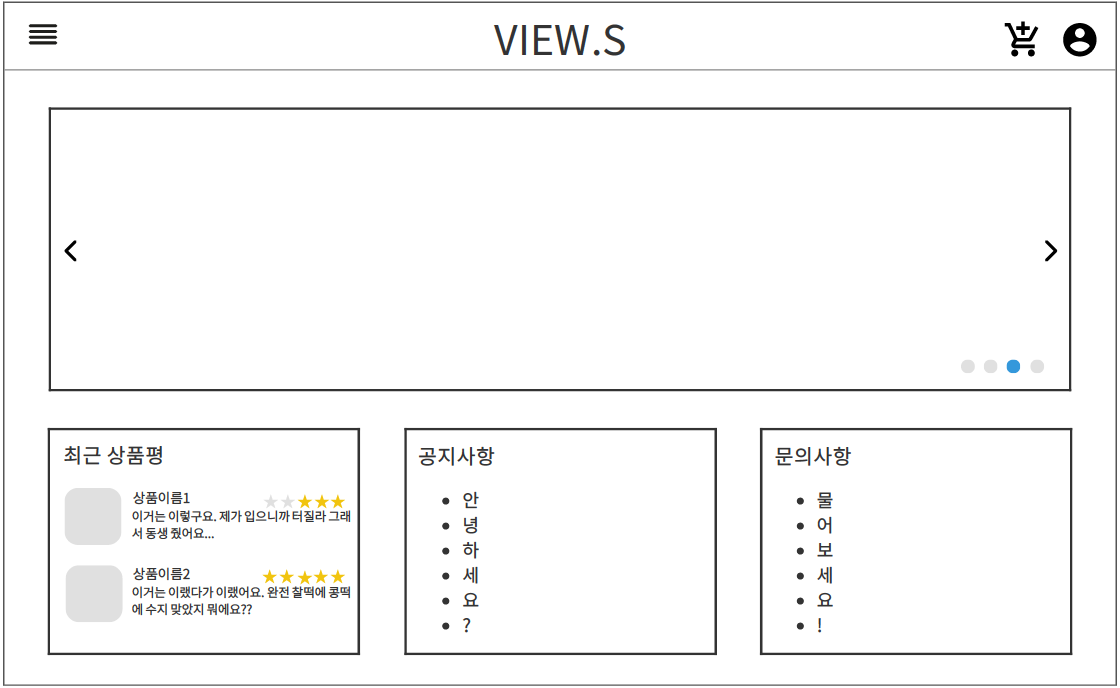 VIEW.S
최근 상품평
상품이름1
이거는 이렇구요. 제가 입으니까 터질라 그래
서 동생 줬어요...
상품이름2
이거는 이랬다가 이랬어요. 완전 찰떡에 콩떡
에 수지 맞았지 뭐에요??
공지사항
안
녕
하
세
요
?
문의사항
물
어
보
세
요
!